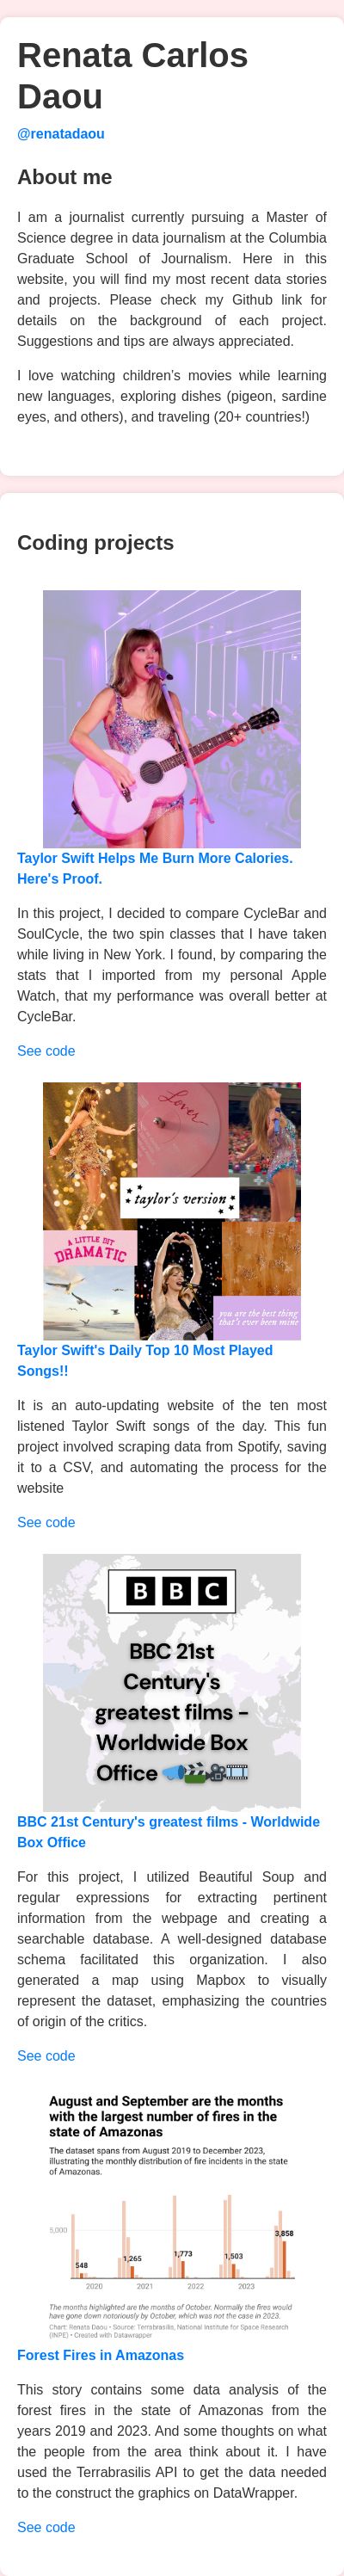 Renata Carlos
Daou
@renatadaou
About me
I am a journalist currently pursuing a Master of
Science degree in data journalism at the Columbia
Graduate School of Journalism. Here in this
website, you will find my most recent data stories
and projects. Please check my Github link for
details on the background of each project.
Suggestions and tips are always appreciated.
I love watching children's movies while learning
new languages, exploring dishes (pigeon, sardine
eyes, and others), and traveling (20+ countries!)
Coding projects
Taylor Swift Helps Me Burn More Calories.
Here's Proof.
In this project, I decided to compare CycleBar and
SoulCycle, the two spin classes that I have taken
while living in New York. I found, by comparing the
stats that I imported from my personal Apple
Watch, that my performance was overall better at
CycleBar.
See code
Lover
taylor's version
A LITTLE BIT
DRAMATIC
you are the best thing
that's ever been mine
Taylor Swift's Daily Top 10 Most Played
Songs!!
It is an auto-updating website of the ten most
listened Taylor Swift songs of the day. This fun
project involved scraping data from Spotify, saving
it to a CSV, and automating the process for the
website
See code
BBC
BBC 21st
Century's
greatest films -
Worldwide Box
Office
BBC 21st Century's greatest films - Worldwide
Box Office
For this project, I utilized Beautiful Soup and
regular expressions for extracting pertinent
information from the webpage and creating a
searchable database. A well-designed database
schema facilitated this organization. I also
generated a map using Mapbox to visually
represent the dataset, emphasizing the countries
of origin of the critics.
See code
August and September are the months
with the largest number of fires in the
state of Amazonas
The dataset spans from August 2019 to December 2023,
illustrating the monthly distribution of fire incidents in the state
of Amazonas.
5,000
548
1,265
1,773
1,503
3,858
2020
2021
2022
2023
The months highlighted are the months of October. Normally the fires would
have gone down notoriously by October, which was not the case in 2023.
Chart: Renata Daou • Source: Terrabrasilis, National Institute for Space Research
(INPE) • Created with Datawrapper
Forest Fires in Amazonas
This story contains some data analysis of the
forest fires in the state of Amazonas from the
years 2019 and 2023. And some thoughts on what
the people from the area think about it. I have
used the Terrabrasilis API to get the data needed
to the construct the graphics on DataWrapper.
See code